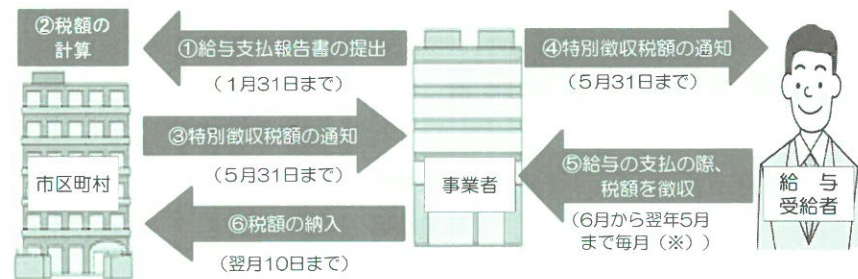 ②税額の
計算
①給与支払報告書の提出
(1月31日まで)
④特別徴収税額の通知
(5月31日まで)
③特別徴収税額の通知
(5月31日まで)
市区町村
事業者
⑤給与の支払の際、
税額を徴収
(6月から翌年5月
まで毎月(※))
給与
受給者
⑥税額の納入
(翌月10日まで)